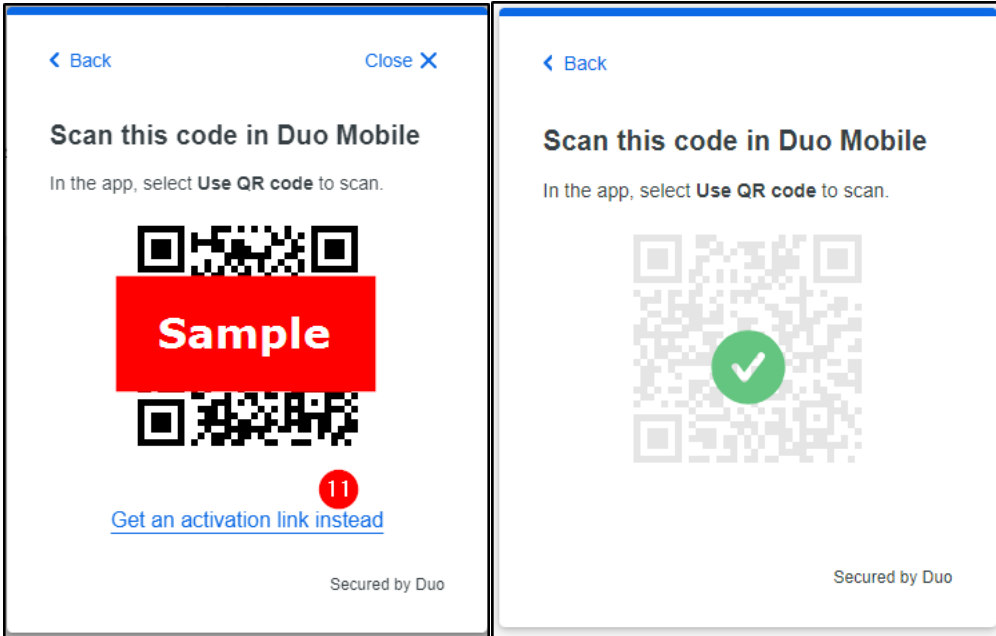 Back
Close
Scan this code in Duo Mobile
In the app, select Use QR code to scan.
Sample
11
Get an activation link instead
Secured by Duo
Back
Scan this code in Duo Mobile
In the app, select Use QR code to scan.
Secured by Duo